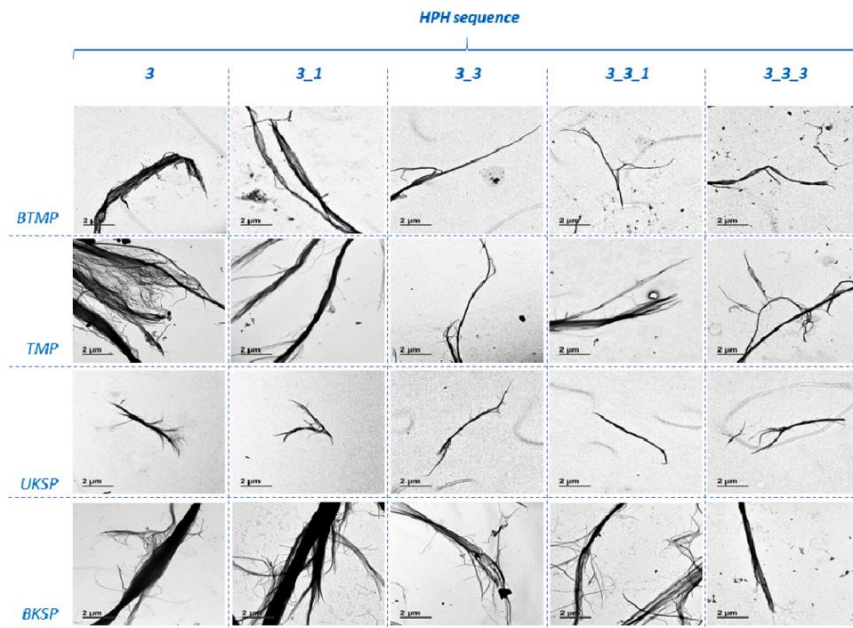 HPH sequence
3 3_1 3_3 3_3_1 3_3_3
BTMP
2 µm 2 µm 2 µm 2 µm 2 µm
TMP
2 µm 2 µm 2 µm 2 µm 2 µm
UKSP
2 µm 2 µm 2 µm 2 µm 2 µm
BKSP
2 µm 2 µm 2 µm 2 µm 2 µm